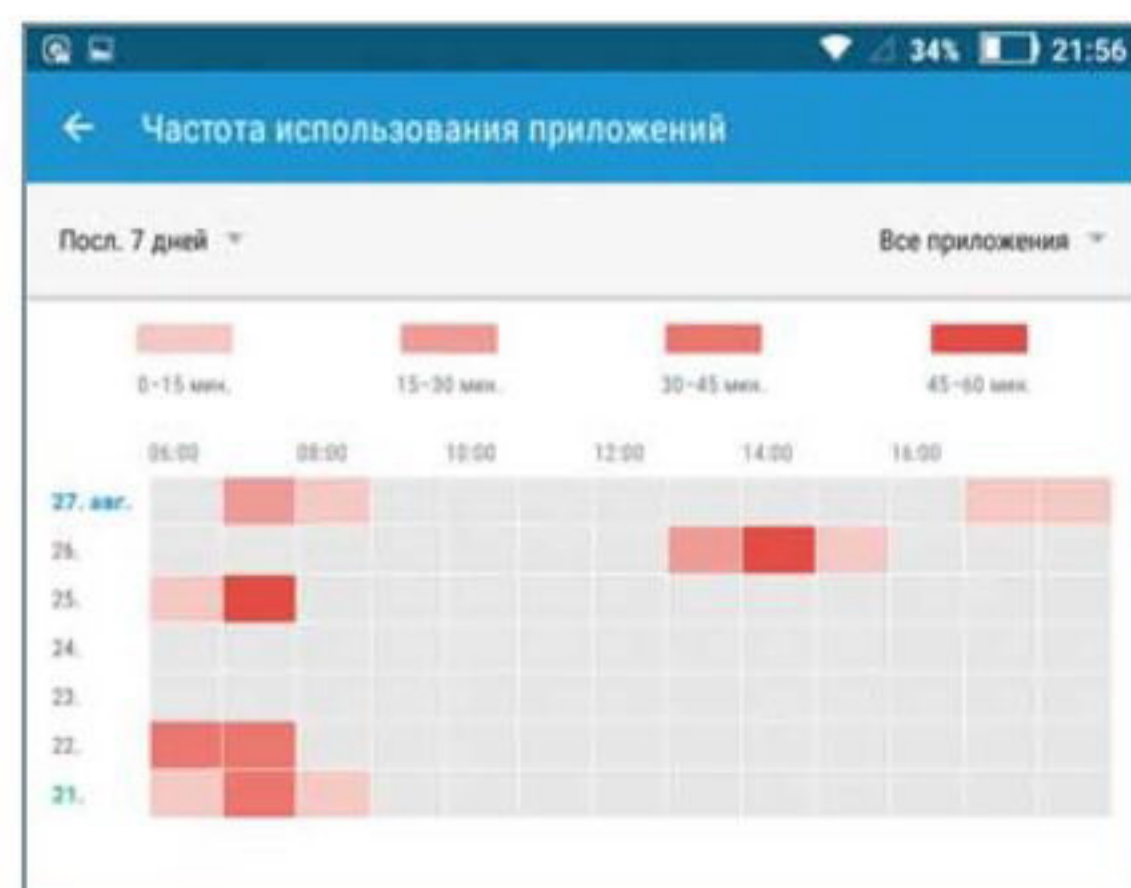 34% 21:56
Частота использования приложений
Посл. 7 дней Все приложения
0-15 мин. 15-30 мин. 30-45 мин. 45-60 мин.
06:00 08:00 10:00 12:00 14:00 16:00
27. авг.
26.
25.
24.
23.
22.
21.